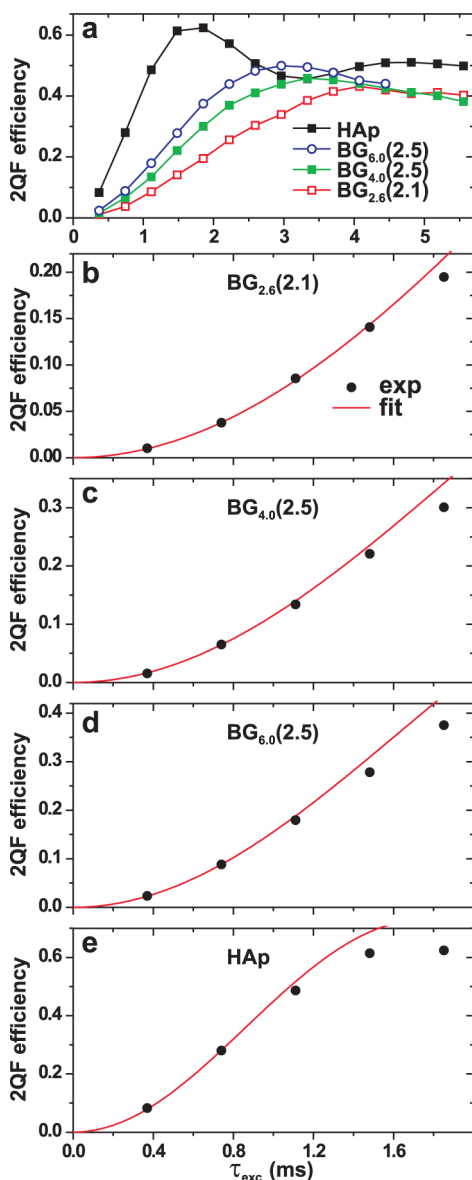 a
0.6
0.4
0.2
0.0
2QF efficiency
HAp
BG6.0(2.5)
BG4.0(2.5)
BG2.6(2.1)
1 2 3 4 5
b
BG2.6(2.1)
0.20
0.15
0.10
0.05
0.00
2QF efficiency
exp
fit
c
BG4.0(2.5)
0.3
0.2
0.1
0.0
2QF efficiency
d
BG6.0(2.5)
0.4
0.3
0.2
0.1
0.0
2QF efficiency
e
HAp
0.6
0.4
0.2
0.0
2QF efficiency
0.4 0.8 1.2 1.6
τexc (ms)